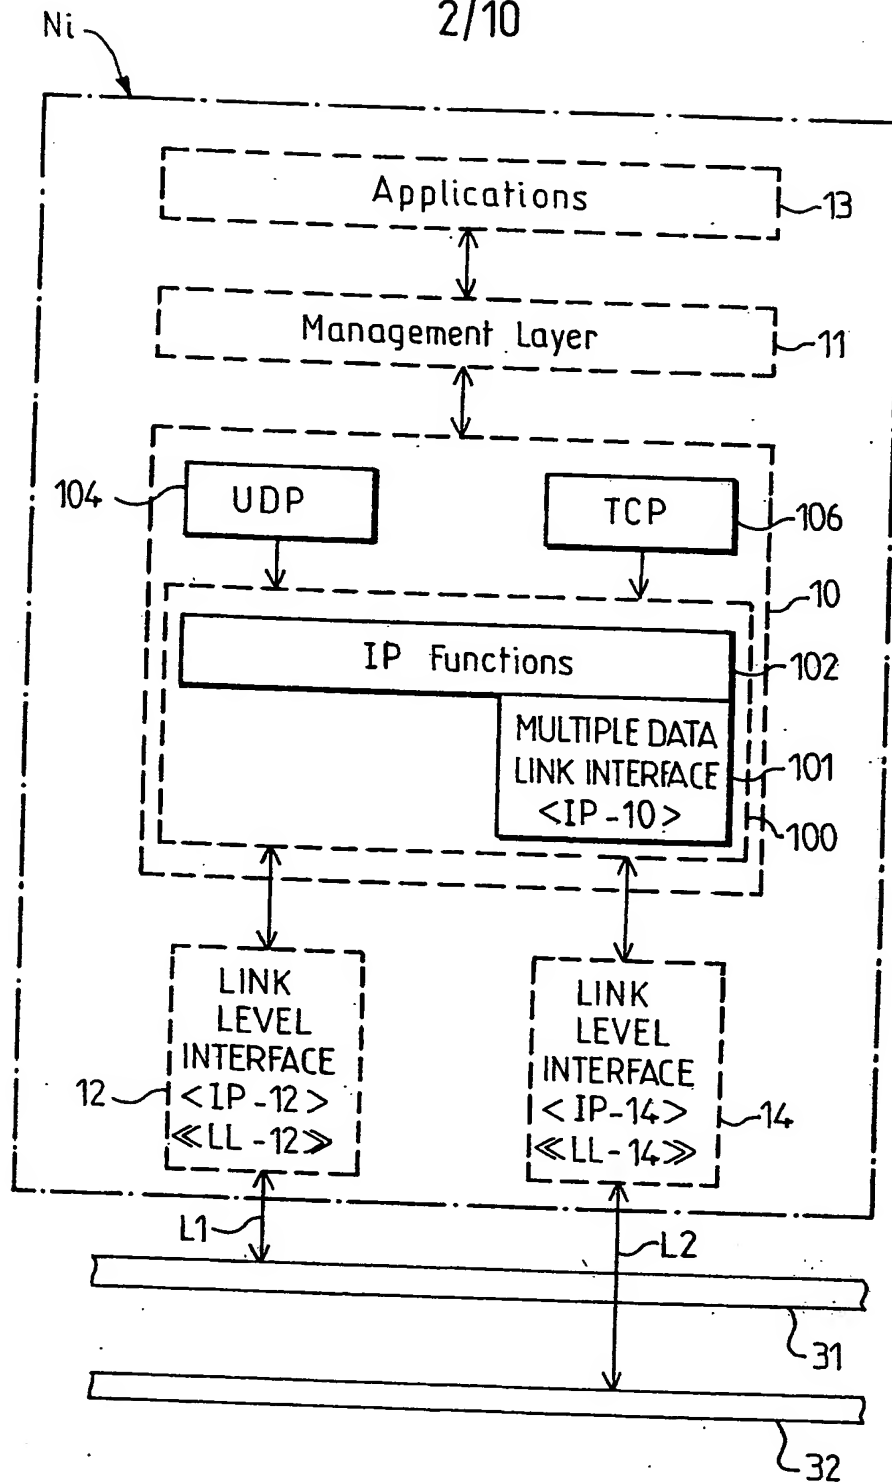 2/10
Ni
Applications
13
Management Layer
11
104
UDP
TCP
106
10
IP Functions
102
MULTIPLE DATA
LINK INTERFACE
<IP-10>
101
100
LINK
LEVEL
INTERFACE
<IP-12>
≪LL-12≫
12
LINK
LEVEL
INTERFACE
<IP-14>
≪LL-14≫
14
L1
L2
31
32